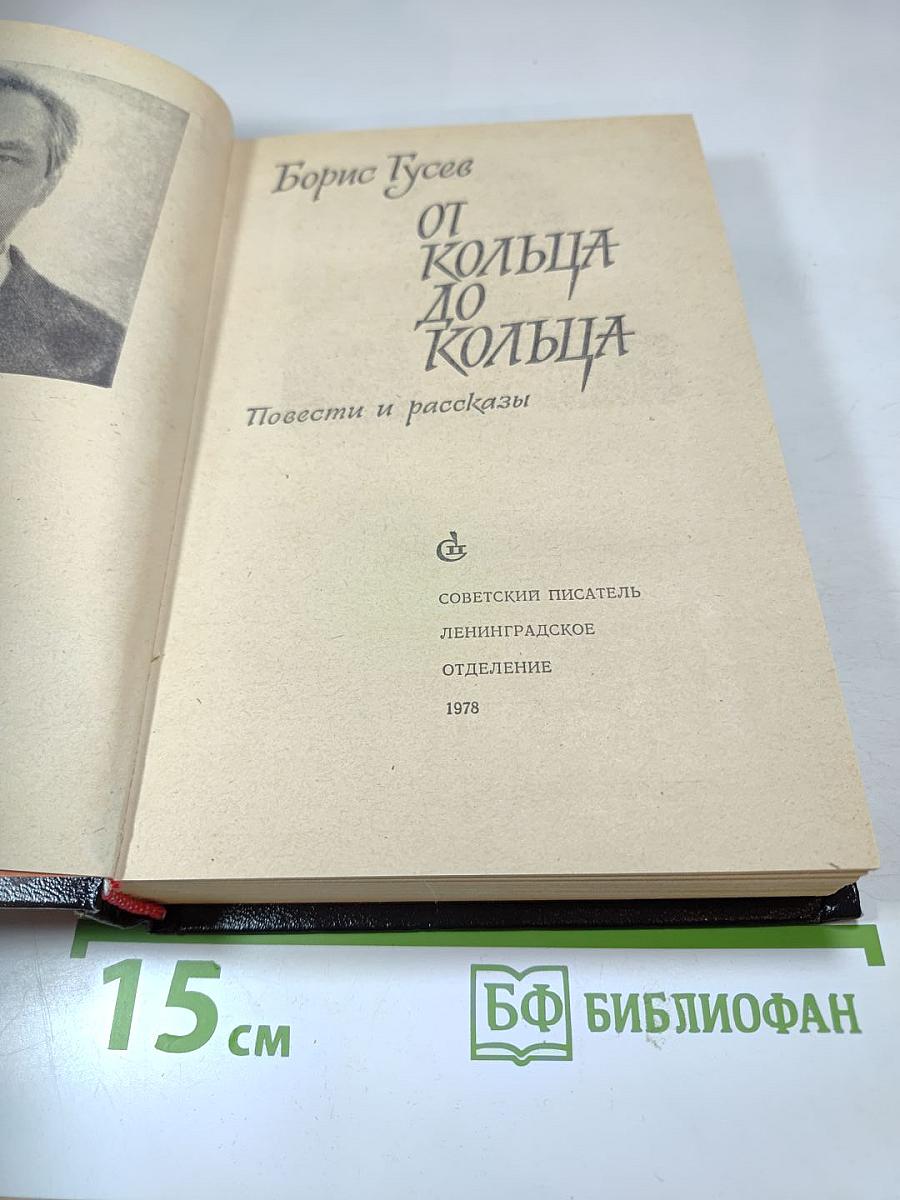 Борис Гусев
ОТ
КОЛЬЦА
ДО
КОЛЬЦА
Повести и рассказы
СОВЕТСКИЙ ПИСАТЕЛЬ
ЛЕНИНГРАДСКОЕ
ОТДЕЛЕНИЕ
1978
15 см
БФ БИБЛИОФАН